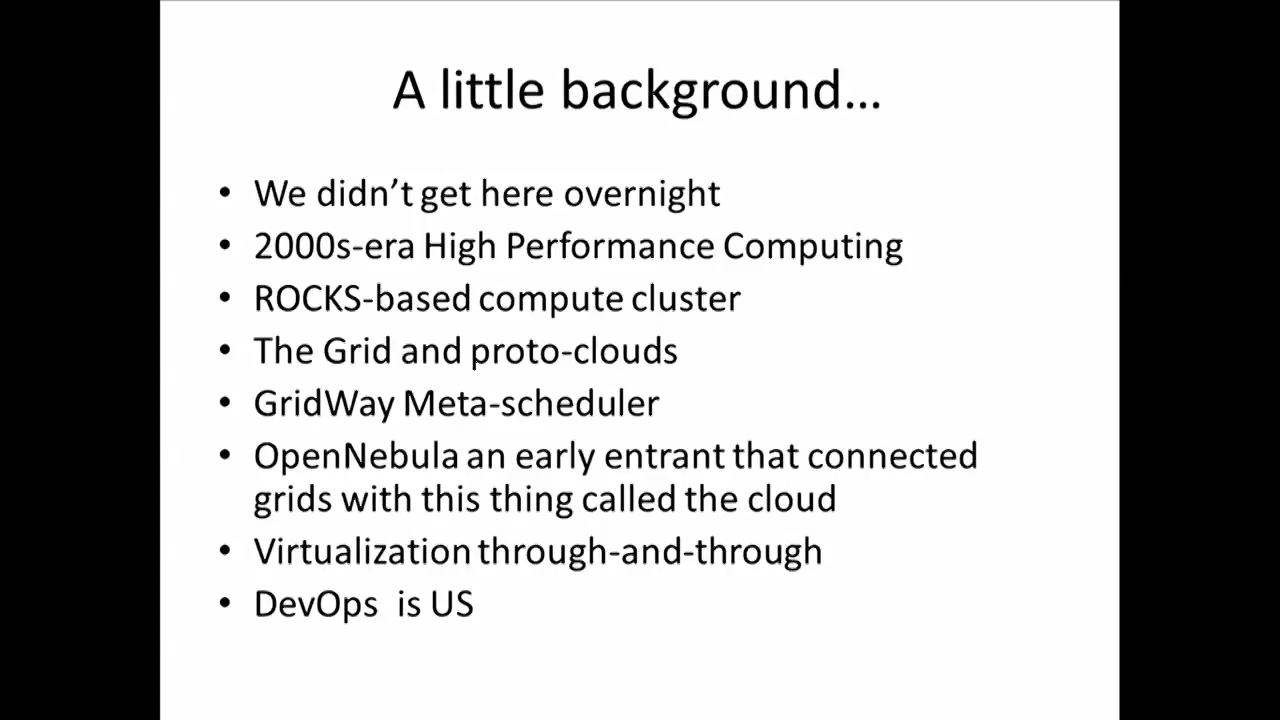 A little background…
• We didn't get here overnight
• 2000s-era High Performance Computing
• ROCKS-based compute cluster
• The Grid and proto-clouds
• GridWay Meta-scheduler
• OpenNebula an early entrant that connected
grids with this thing called the cloud
• Virtualization through-and-through
• DevOps  is US